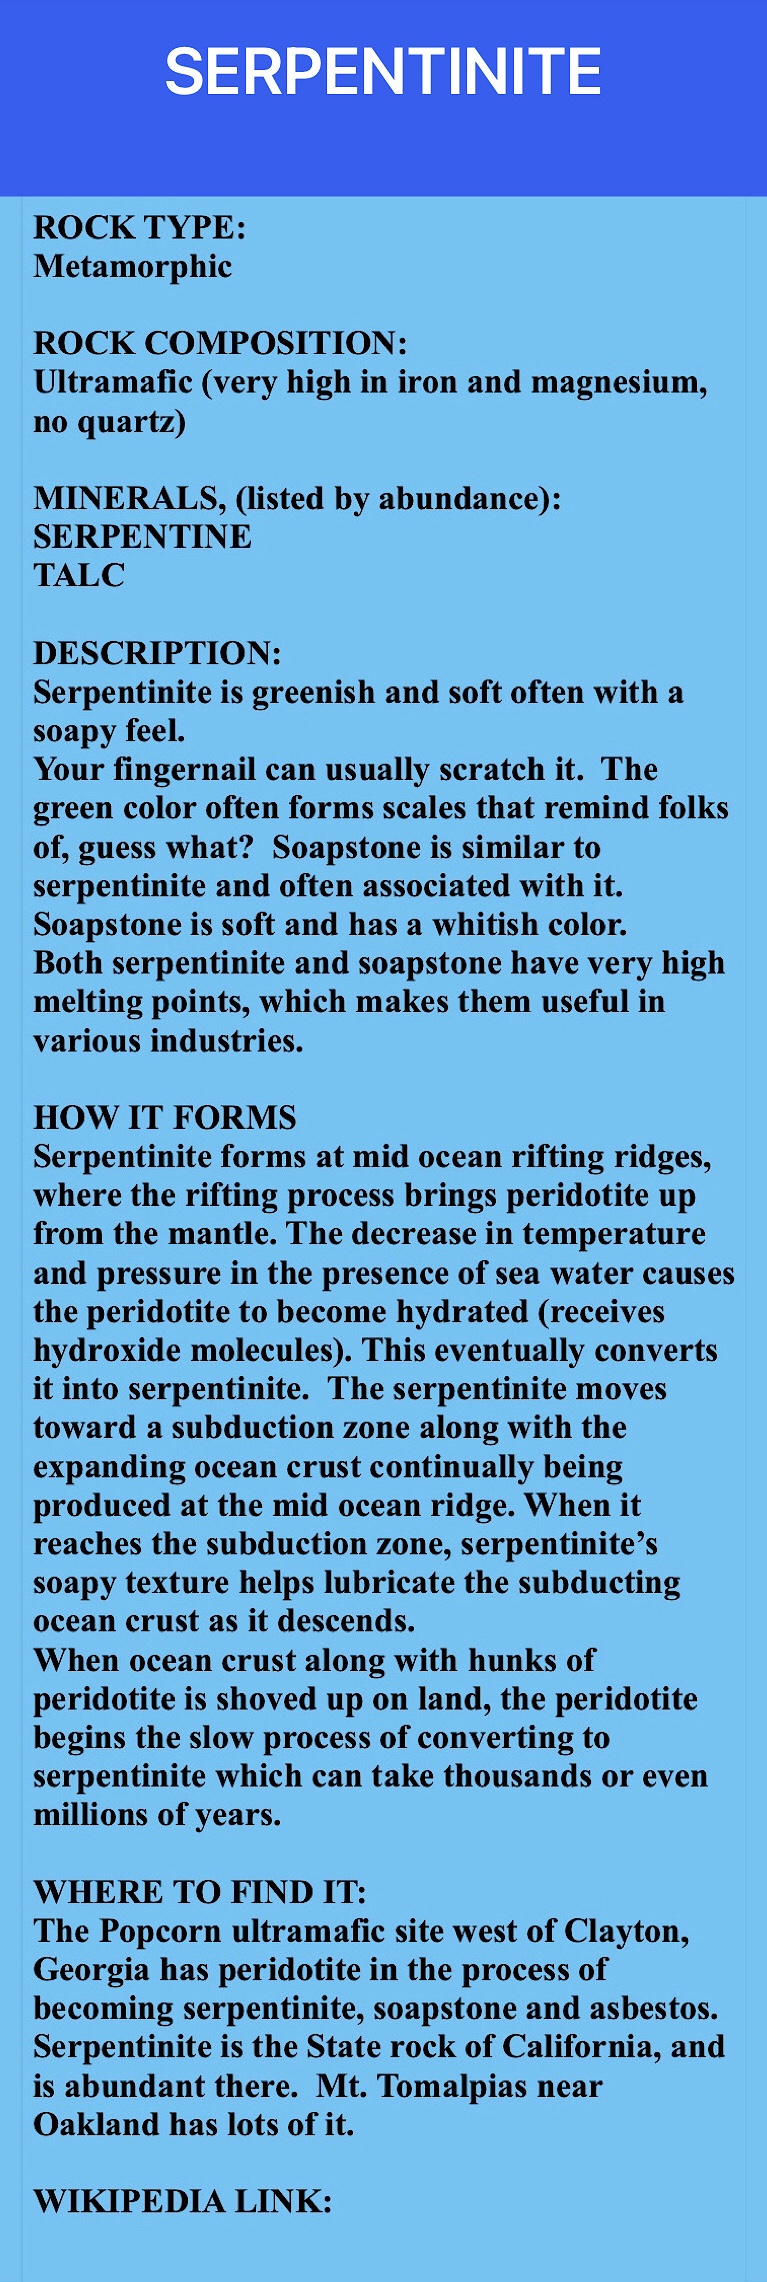 SERPENTINITE
ROCK TYPE:
Metamorphic
ROCK COMPOSITION:
Ultramafic (very high in iron and magnesium,
no quartz)
MINERALS, (listed by abundance):
SERPENTINE
TALC
DESCRIPTION:
Serpentinite is greenish and soft often with a
soapy feel.
Your fingernail can usually scratch it.  The
green color often forms scales that remind folks
of, guess what?  Soapstone is similar to
serpentinite and often associated with it.
Soapstone is soft and has a whitish color.
Both serpentinite and soapstone have very high
melting points, which makes them useful in
various industries.
HOW IT FORMS
Serpentinite forms at mid ocean rifting ridges,
where the rifting process brings peridotite up
from the mantle. The decrease in temperature
and pressure in the presence of sea water causes
the peridotite to become hydrated (receives
hydroxide molecules). This eventually converts
it into serpentinite.  The serpentinite moves
toward a subduction zone along with the
expanding ocean crust continually being
produced at the mid ocean ridge. When it
reaches the subduction zone, serpentinite’s
soapy texture helps lubricate the subducting
ocean crust as it descends.
When ocean crust along with hunks of
peridotite is shoved up on land, the peridotite
begins the slow process of converting to
serpentinite which can take thousands or even
millions of years.
WHERE TO FIND IT:
The Popcorn ultramafic site west of Clayton,
Georgia has peridotite in the process of
becoming serpentinite, soapstone and asbestos.
Serpentinite is the State rock of California, and
is abundant there.  Mt. Tomalpias near
Oakland has lots of it.
WIKIPEDIA LINK: